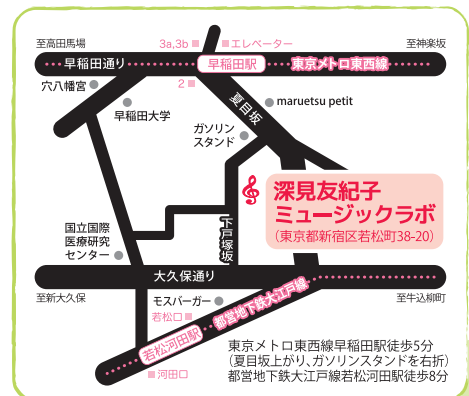 3a,3b エレベーター
至高田馬場
至神楽坂
早稲田通り
早稲田駅
東京メトロ東西線
穴八幡宮
2
早稲田大学
夏目坂
maruetsu petit
ガソリン
スタンド
深見友紀子
ミュージックラボ
(東京都新宿区若松町38-20)
国立国際
医療研究
センター
下戸塚坂
大久保通り
至新大久保
モスバーガー
至牛込柳町
若松口
都営地下鉄大江戸線
若松河田駅
河田口
東京メトロ東西線早稲田駅徒歩5分
(夏目坂上がり、ガソリンスタンドを右折)
都営地下鉄大江戸線若松河田駅徒歩8分